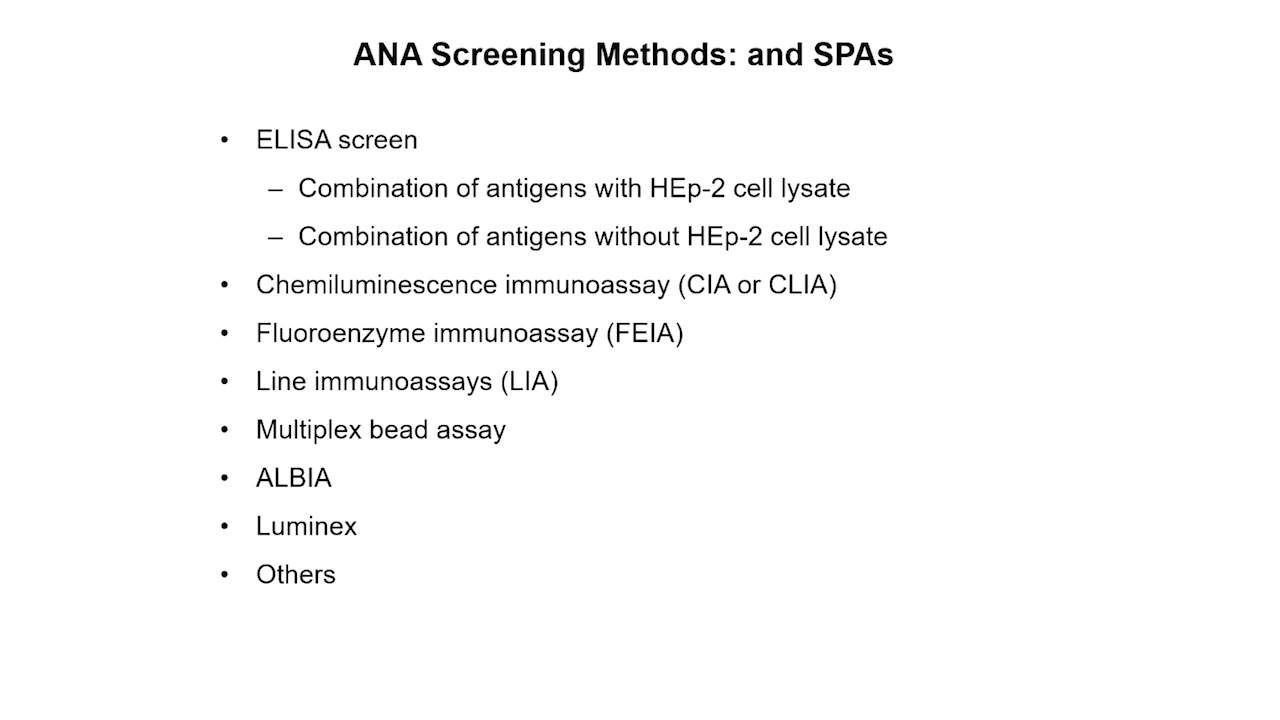 ANA Screening Methods: and SPAs
• ELISA screen
– Combination of antigens with HEp-2 cell lysate
– Combination of antigens without HEp-2 cell lysate
• Chemiluminescence immunoassay (CIA or CLIA)
• Fluoroenzyme immunoassay (FEIA)
• Line immunoassays (LIA)
• Multiplex bead assay
• ALBIA
• Luminex
• Others